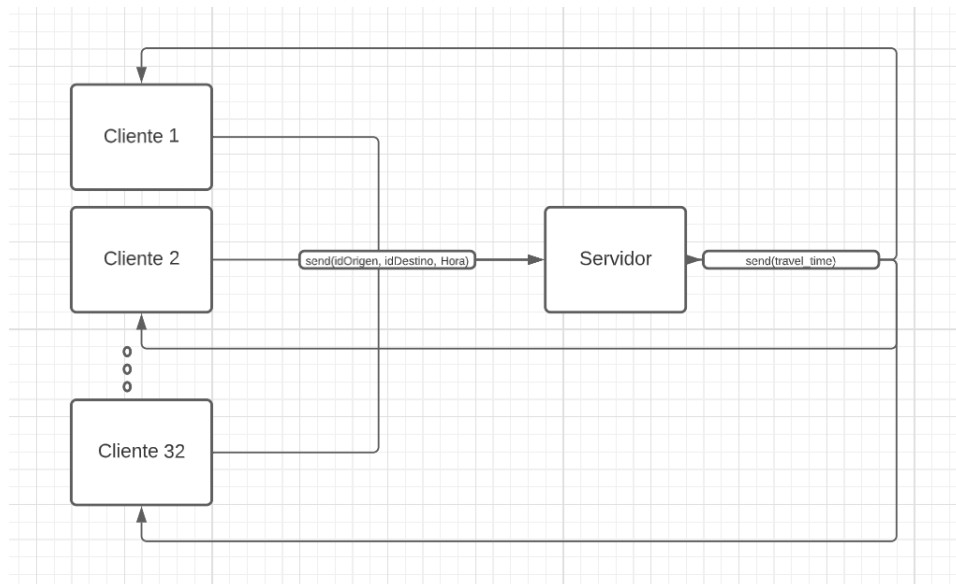 Cliente 1
Cliente 2
send(idOrigen, idDestino, Hora)
Servidor
send(travel_time)
Cliente 32